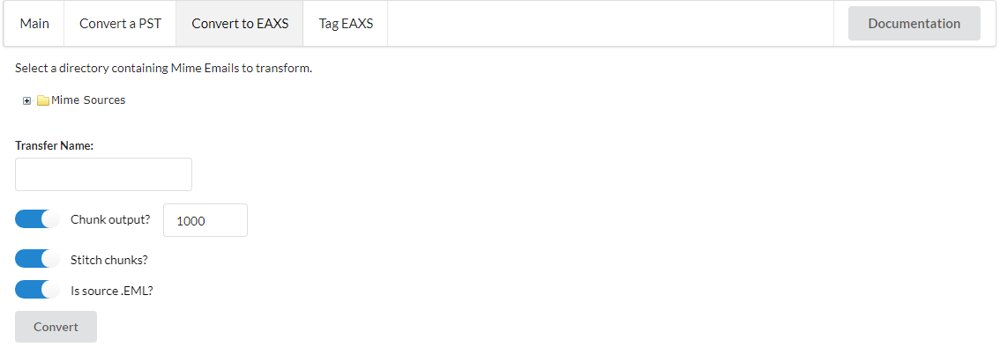 Main Convert a PST Convert to EAXS Tag EAXS Documentation
Select a directory containing Mime Emails to transform.
Mime Sources
Transfer Name:
Chunk output? 1000
Stitch chunks?
Is source .EML?
Convert